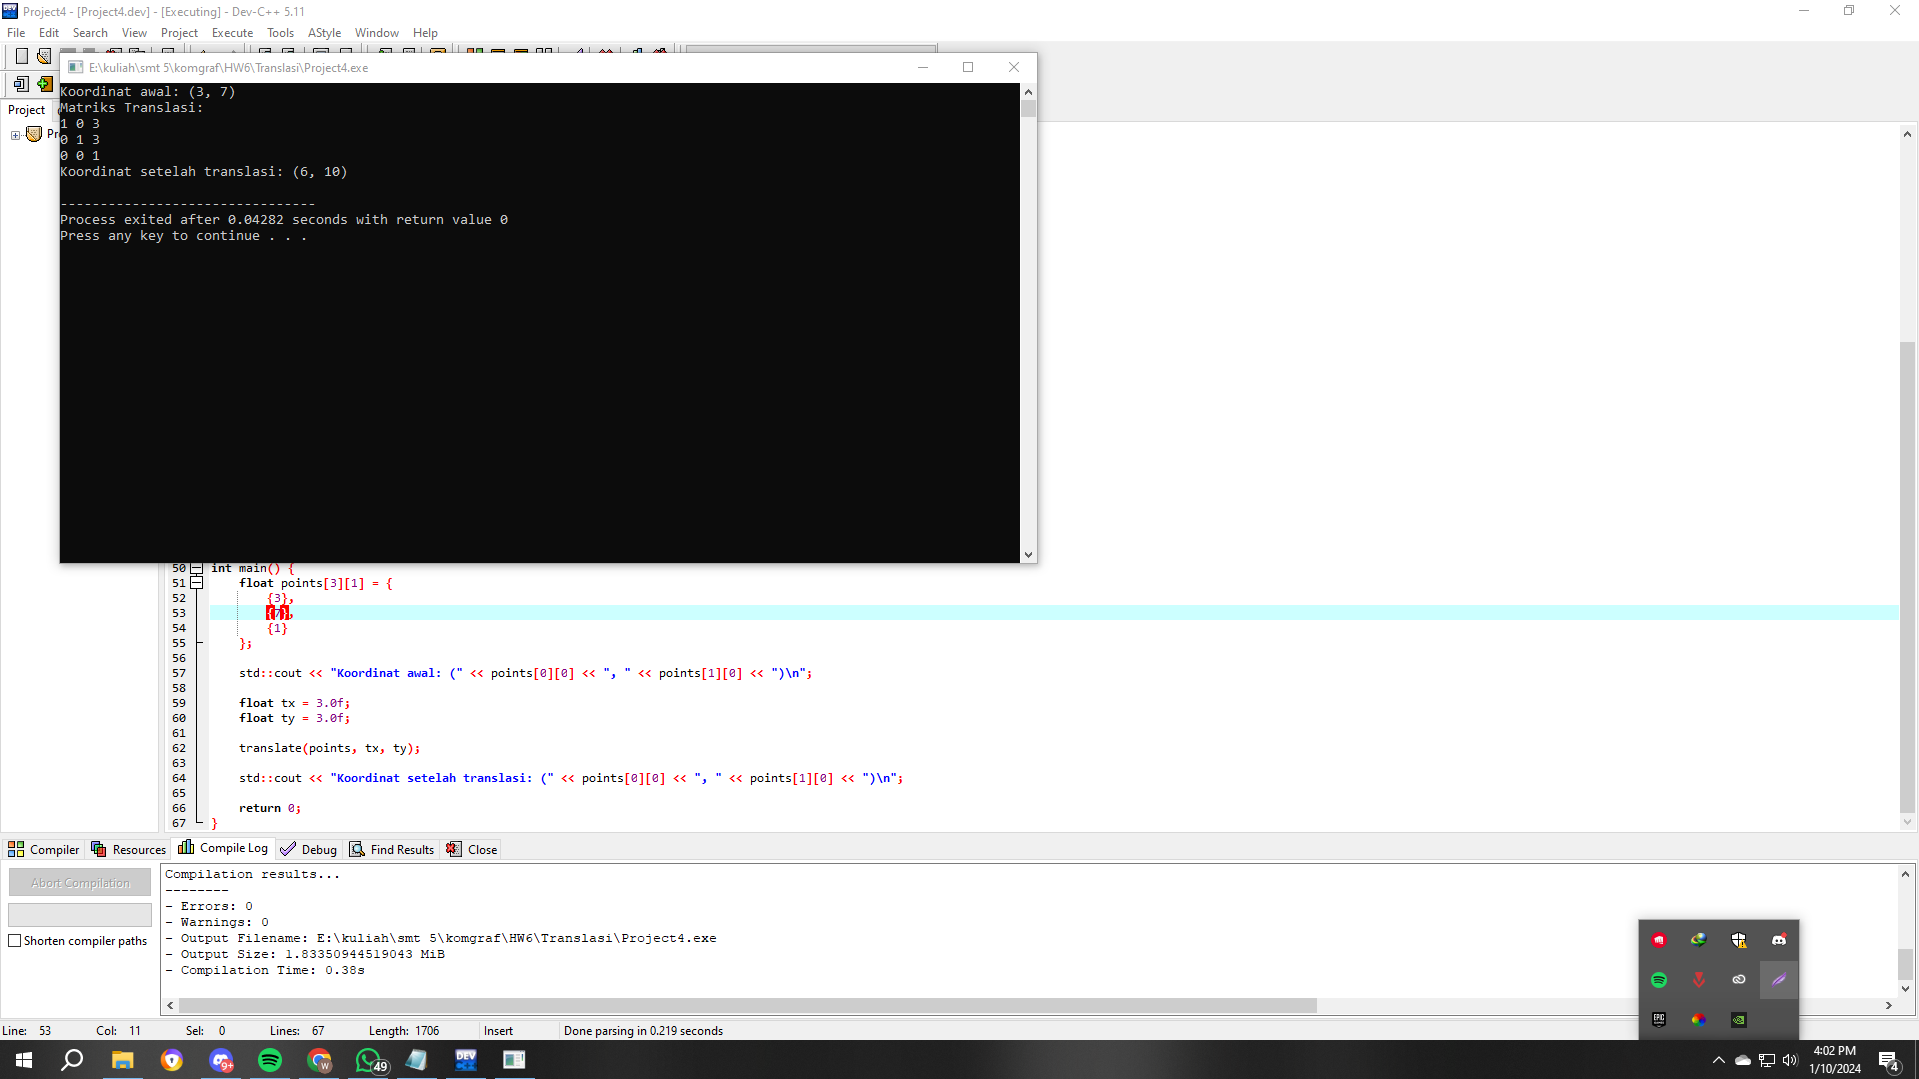 Project4 - [Project4.dev] - [Executing] - Dev-C++ 5.11
File Edit Search View Project Execute Tools AStyle Window Help
E:\kuliah\smt 5\komgraf\HW6\Translasi\Project4.exe
Koordinat awal: (3, 7)
Matriks Translasi:
1 0 3
0 1 3
0 0 1
Koordinat setelah translasi: (6, 10)
--------------------------------
Process exited after 0.04282 seconds with return value 0
Press any key to continue . . .
Project
Pr
50 int main() {
51 float points[3][1] = {
52 {3},
53 {7},
54 {1}
55 };
56
57 std::cout << "Koordinat awal: (" << points[0][0] << ", " << points[1][0] << ")\n";
58
59 float tx = 3.0f;
60 float ty = 3.0f;
61
62 translate(points, tx, ty);
63
64 std::cout << "Koordinat setelah translasi: (" << points[0][0] << ", " << points[1][0] << ")\n";
65
66 return 0;
67 }
Compiler Resources Compile Log Debug Find Results Close
Abort Compilation
Shorten compiler paths
Compilation results...
--------
- Errors: 0
- Warnings: 0
- Output Filename: E:\kuliah\smt 5\komgraf\HW6\Translasi\Project4.exe
- Output Size: 1.83350944519043 MiB
- Compilation Time: 0.38s
Line: 53 Col: 11 Sel: 0 Lines: 67 Length: 1706 Insert Done parsing in 0.219 seconds
EPIC
9+
W
49
DEV
4:02 PM
1/10/2024
4